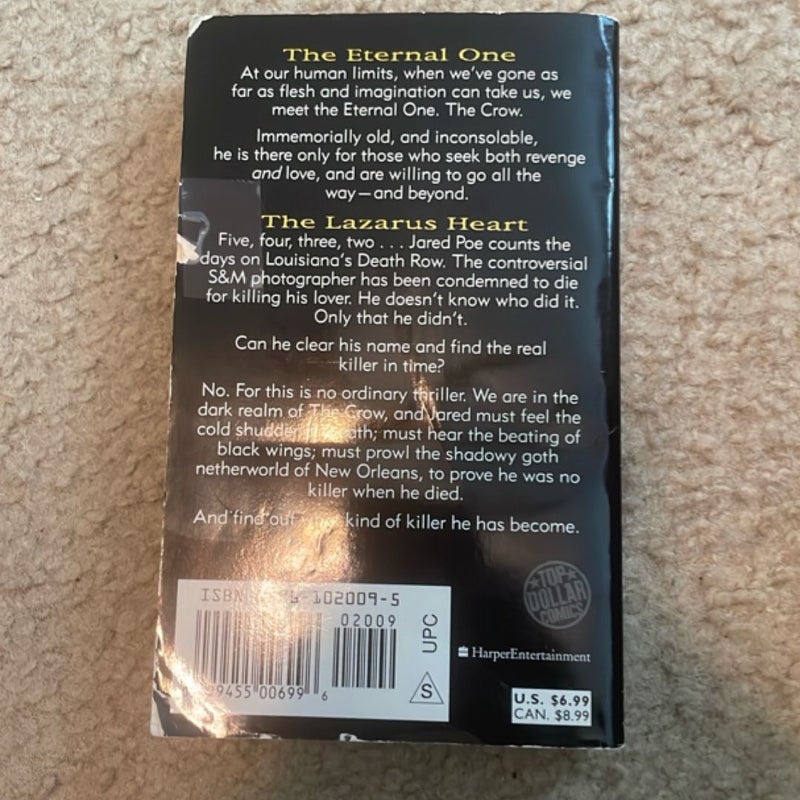 The Eternal One
At our human limits, when we've gone as
far as flesh and imagination can take us, we
meet the Eternal One. The Crow.
Immemorially old, and inconsolable,
he is there only for those who seek both revenge
and love, and are willing to go all the
way—and beyond.
The Lazarus Heart
Five, four, three, two . . . Jared Poe counts the
days on Louisiana's Death Row. The controversial
S&M photographer has been condemned to die
for killing his lover. He doesn't know who did it.
Only that he didn't.
Can he clear his name and find the real
killer in time?
No. For this is no ordinary thriller. We are in the
dark realm of The Crow, and Jared must feel the
cold shudder death; must hear the beating of
black wings; must prowl the shadowy goth
netherworld of New Orleans, to prove he was no
killer when he died.
And find out kind of killer he has become.
ISBN 102009-5
02009
UPC
99455 00699 6
S
TOP
DOLLAR
COMICS
HarperEntertainment
U.S. $6.99
CAN. $8.99